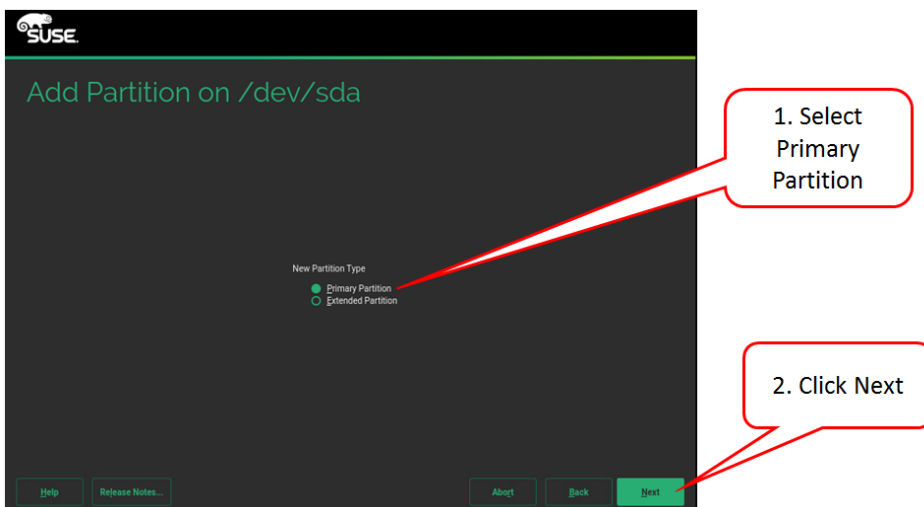 SUSE.
Add Partition on /dev/sda
1. Select
Primary
Partition
New Partition Type
Primary Partition
Extended Partition
2. Click Next
Help
Release Notes...
Abort
Back
Next